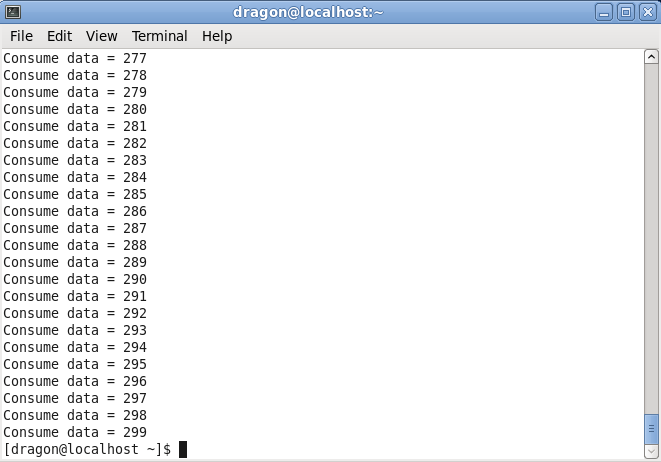 dragon@localhost:~
File Edit View Terminal Help
Consume data = 277
Consume data = 278
Consume data = 279
Consume data = 280
Consume data = 281
Consume data = 282
Consume data = 283
Consume data = 284
Consume data = 285
Consume data = 286
Consume data = 287
Consume data = 288
Consume data = 289
Consume data = 290
Consume data = 291
Consume data = 292
Consume data = 293
Consume data = 294
Consume data = 295
Consume data = 296
Consume data = 297
Consume data = 298
Consume data = 299
[dragon@localhost ~]$